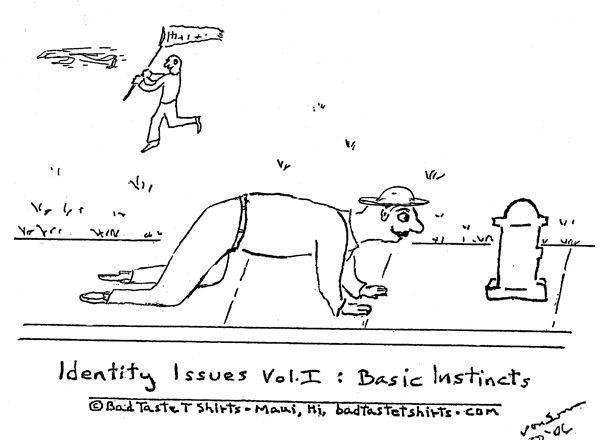 Identity Issues Vol. I : Basic Instincts
© Bad Taste T Shirts - Maui, Hi, badtastetshirts.com